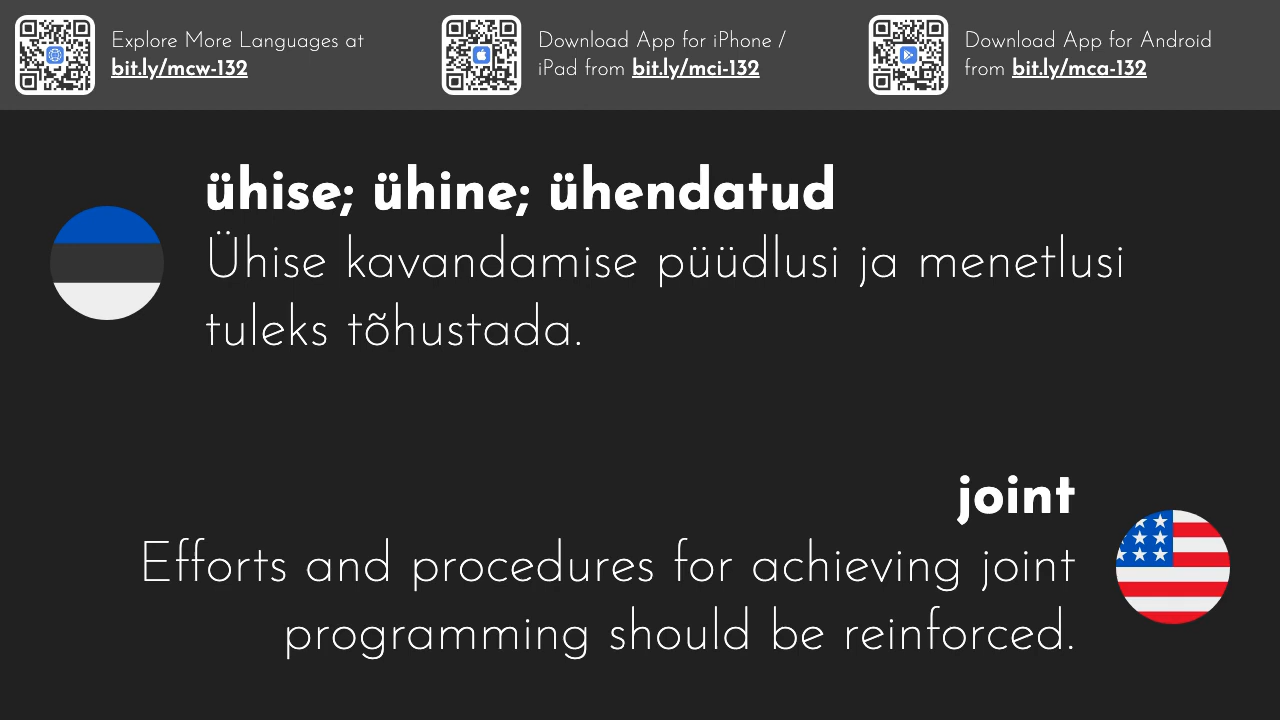 Explore More Languages at
bit.ly/mcw-132
Download App for iPhone /
iPad from bit.ly/mci-132
Download App for Android
from bit.ly/mca-132
ühise; ühine; ühendatud
Ühise kavandamise püüdlusi ja menetlusi
tuleks tõhustada.
joint
Efforts and procedures for achieving joint
programming should be reinforced.